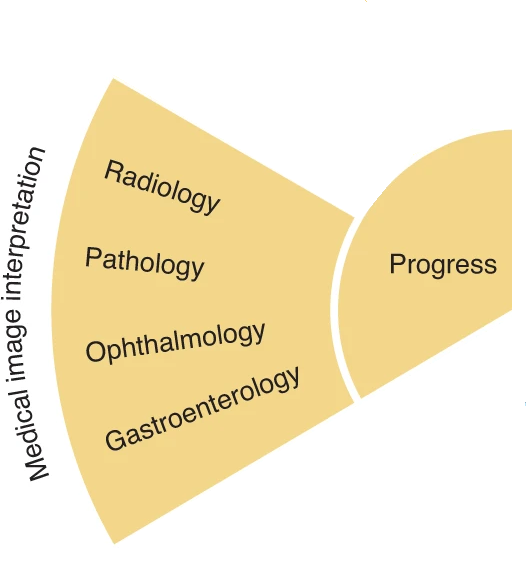 Medical image interpretation
Radiology
Pathology
Ophthalmology
Gastroenterology
Progress